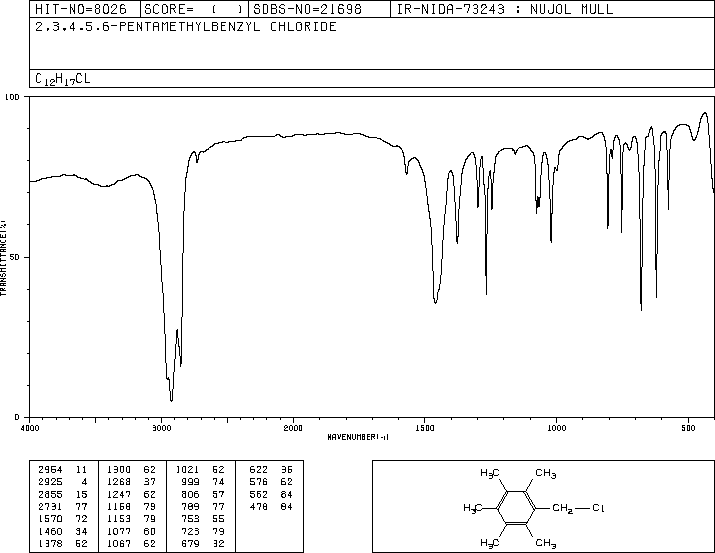 HIT-NO=8026 SCORE= ( ) SDBS-NO=21698 IR-NIDA-73243 : NUJOL MULL
2,3,4,5,6-PENTAMETHYLBENZYL CHLORIDE
C12H17CL
100
50
0
TRANSMITTANCE(%)
4000 3000 2000 1500 1000 500
WAVENUMBER(-1)
2964 11 1300 62 1021 52 622 36
2925 4 1268 37 999 74 576 62
2855 15 1247 62 806 57 562 84
2731 77 1168 79 789 77 478 84
1570 72 1153 79 753 55
1460 34 1077 60 723 79
1378 52 1067 62 679 32
H3C CH3
H3C CH2 Cl
H3C CH3